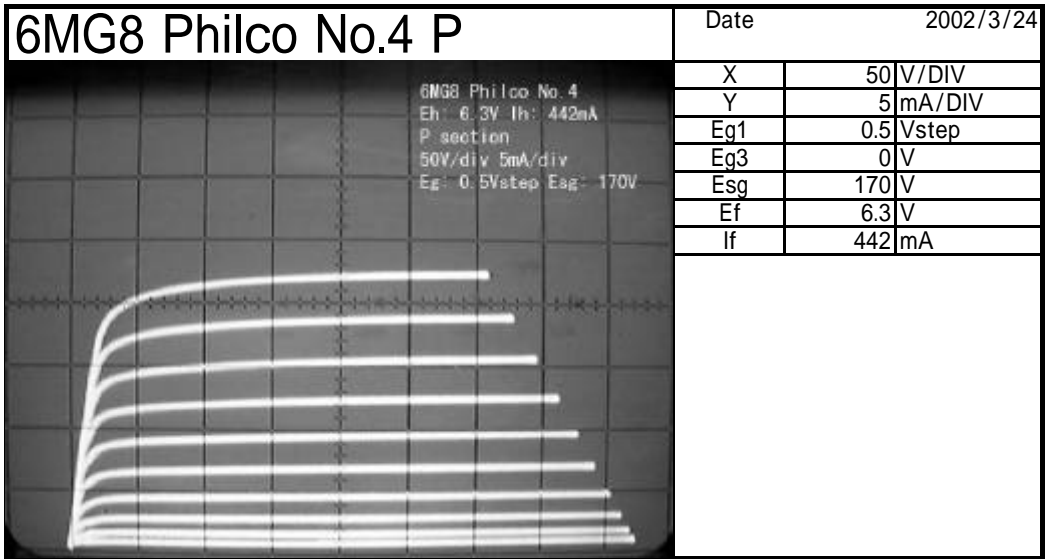 6MG8 Philco No.4 P
Date 2002/3/24
6MG8 Philco No.4
Eh: 6.3V Ih: 442mA
P section
50V/div 5mA/div
Eg: 0.5Vstep Esg: 170V
X 50 V/DIV
Y 5 mA/DIV
Eg1 0.5 Vstep
Eg3 0 V
Esg 170 V
Ef 6.3 V
If 442 mA